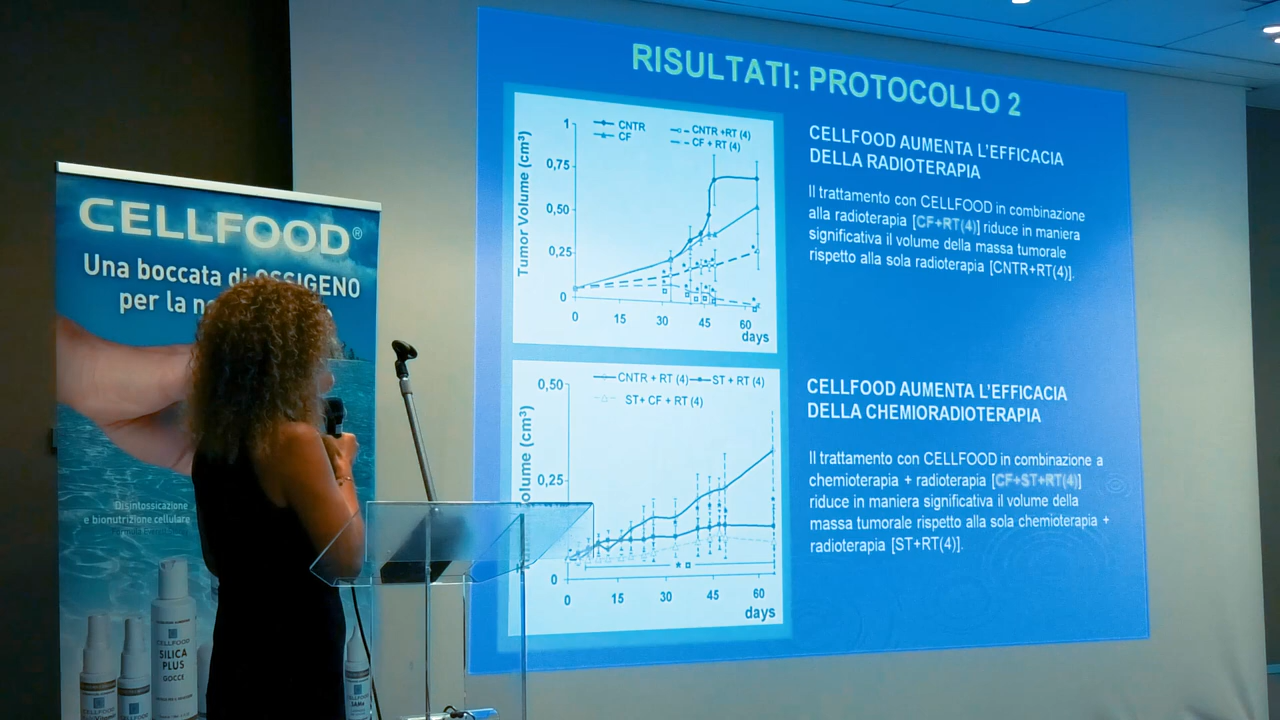 RISULTATI: PROTOCOLLO 2
1
0,75
0,50
0,25
0
Tumor Volume (cm³)
CNTR
CF
CNTR +RT (4)
CF + RT (4)
0 15 30 45 60
days
CELLFOOD AUMENTA L'EFFICACIA
DELLA RADIOTERAPIA
Il trattamento con CELLFOOD in combinazione
alla radioterapia [CF+RT(4)] riduce in maniera
significativa il volume della massa tumorale
rispetto alla sola radioterapia [CNTR+RT(4)].
0,50
0,25
0
(cm³)
CNTR + RT (4)
ST + RT (4)
ST+ CF + RT (4)
0 15 30 45 60
days
CELLFOOD AUMENTA L'EFFICACIA
DELLA CHEMIORADIOTERAPIA
Il trattamento con CELLFOOD in combinazione a
chemioterapia + radioterapia [CF+ST+RT(4)]
riduce in maniera significativa il volume della
massa tumorale rispetto alla sola chemioterapia +
radioterapia [ST+RT(4)].
CELLFOOD®
Una boccata di OSSIGENO
per la
Disintossicazione
e bionutrizione cellulare
CELLFOOD
SILICA
PLUS
GOCCE
CELLFOOD
CELLFOOD
CELLFOOD
SAMe